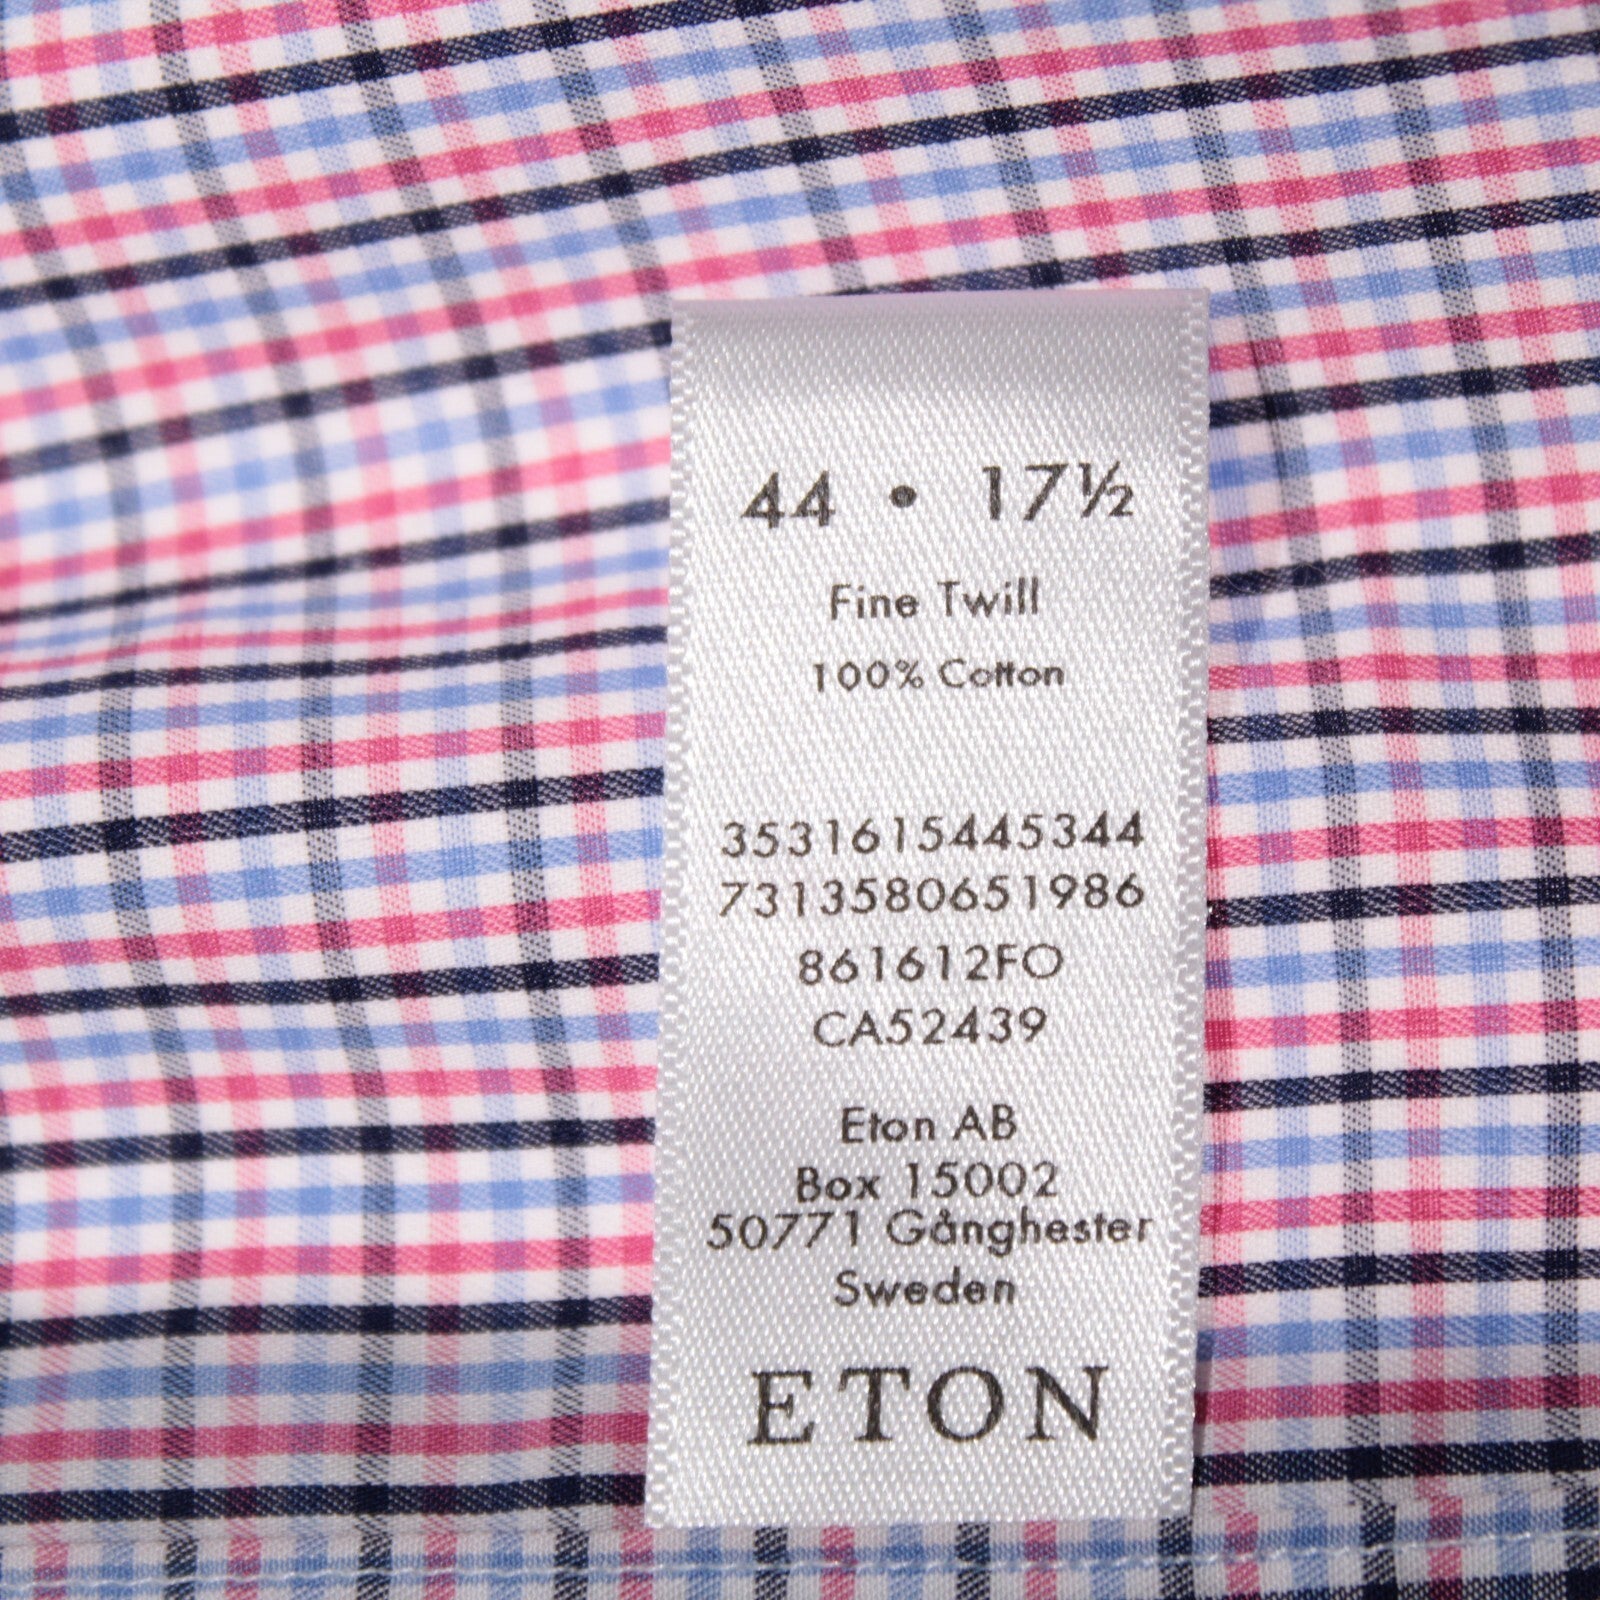 44 • 17½
Fine Twill
100% Cotton
3531615445344
7313580651986
861612FO
CA52439
Eton AB
Box 15002
50771 Gånghester
Sweden
ETON